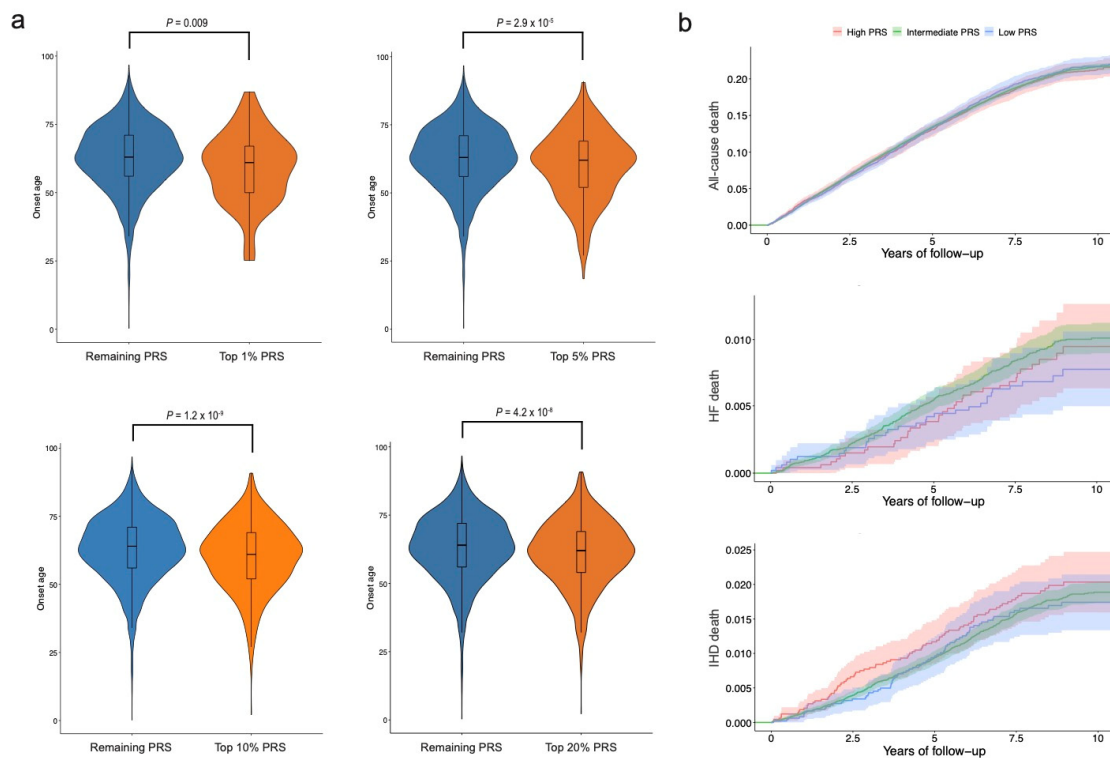 a
P = 0.009
100
75
50
25
0
Onset age
Remaining PRS
Top 1% PRS
P = 2.9 x 10⁻⁵
100
75
50
25
0
Onset age
Remaining PRS
Top 5% PRS
P = 1.2 x 10⁻⁹
100
75
50
25
0
Onset age
Remaining PRS
Top 10% PRS
P = 4.2 x 10⁻⁸
100
75
50
25
0
Onset age
Remaining PRS
Top 20% PRS
b
High PRS Intermediate PRS Low PRS
0.20
0.15
0.10
0.05
0.00
All-cause death
0 2.5 5 7.5 10
Years of follow-up
0.010
0.005
0.000
HF death
0 2.5 5 7.5 10
Years of follow-up
0.025
0.020
0.015
0.010
0.005
0.000
IHD death
0 2.5 5 7.5 10
Years of follow-up